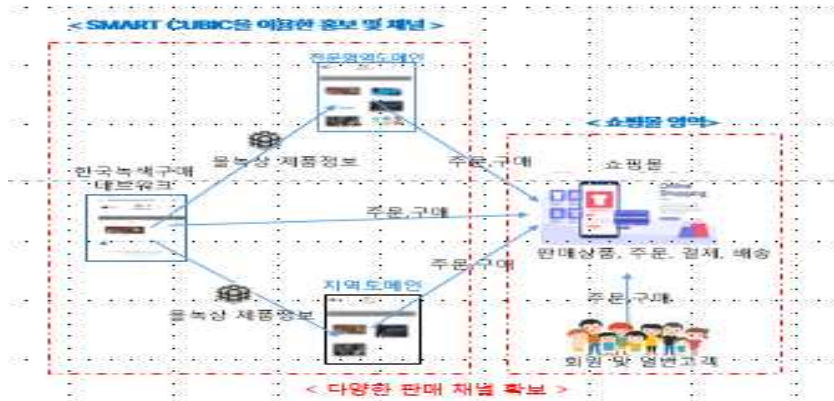 < SMART CUBIC을 이용한 홍보 및 채널 >
전문영역도메인
< 쇼핑몰 영역>
올녹상 제품정보
주문,구매
쇼핑몰
한국녹색구매
네트워크
Online
Shopping
주문,구매
판매상품, 주문, 결제, 배송
주문,구매
지역도메인
올녹상 제품정보
주문,구매
회원 및 일반고객
< 다양한 판매 채널 확보 >